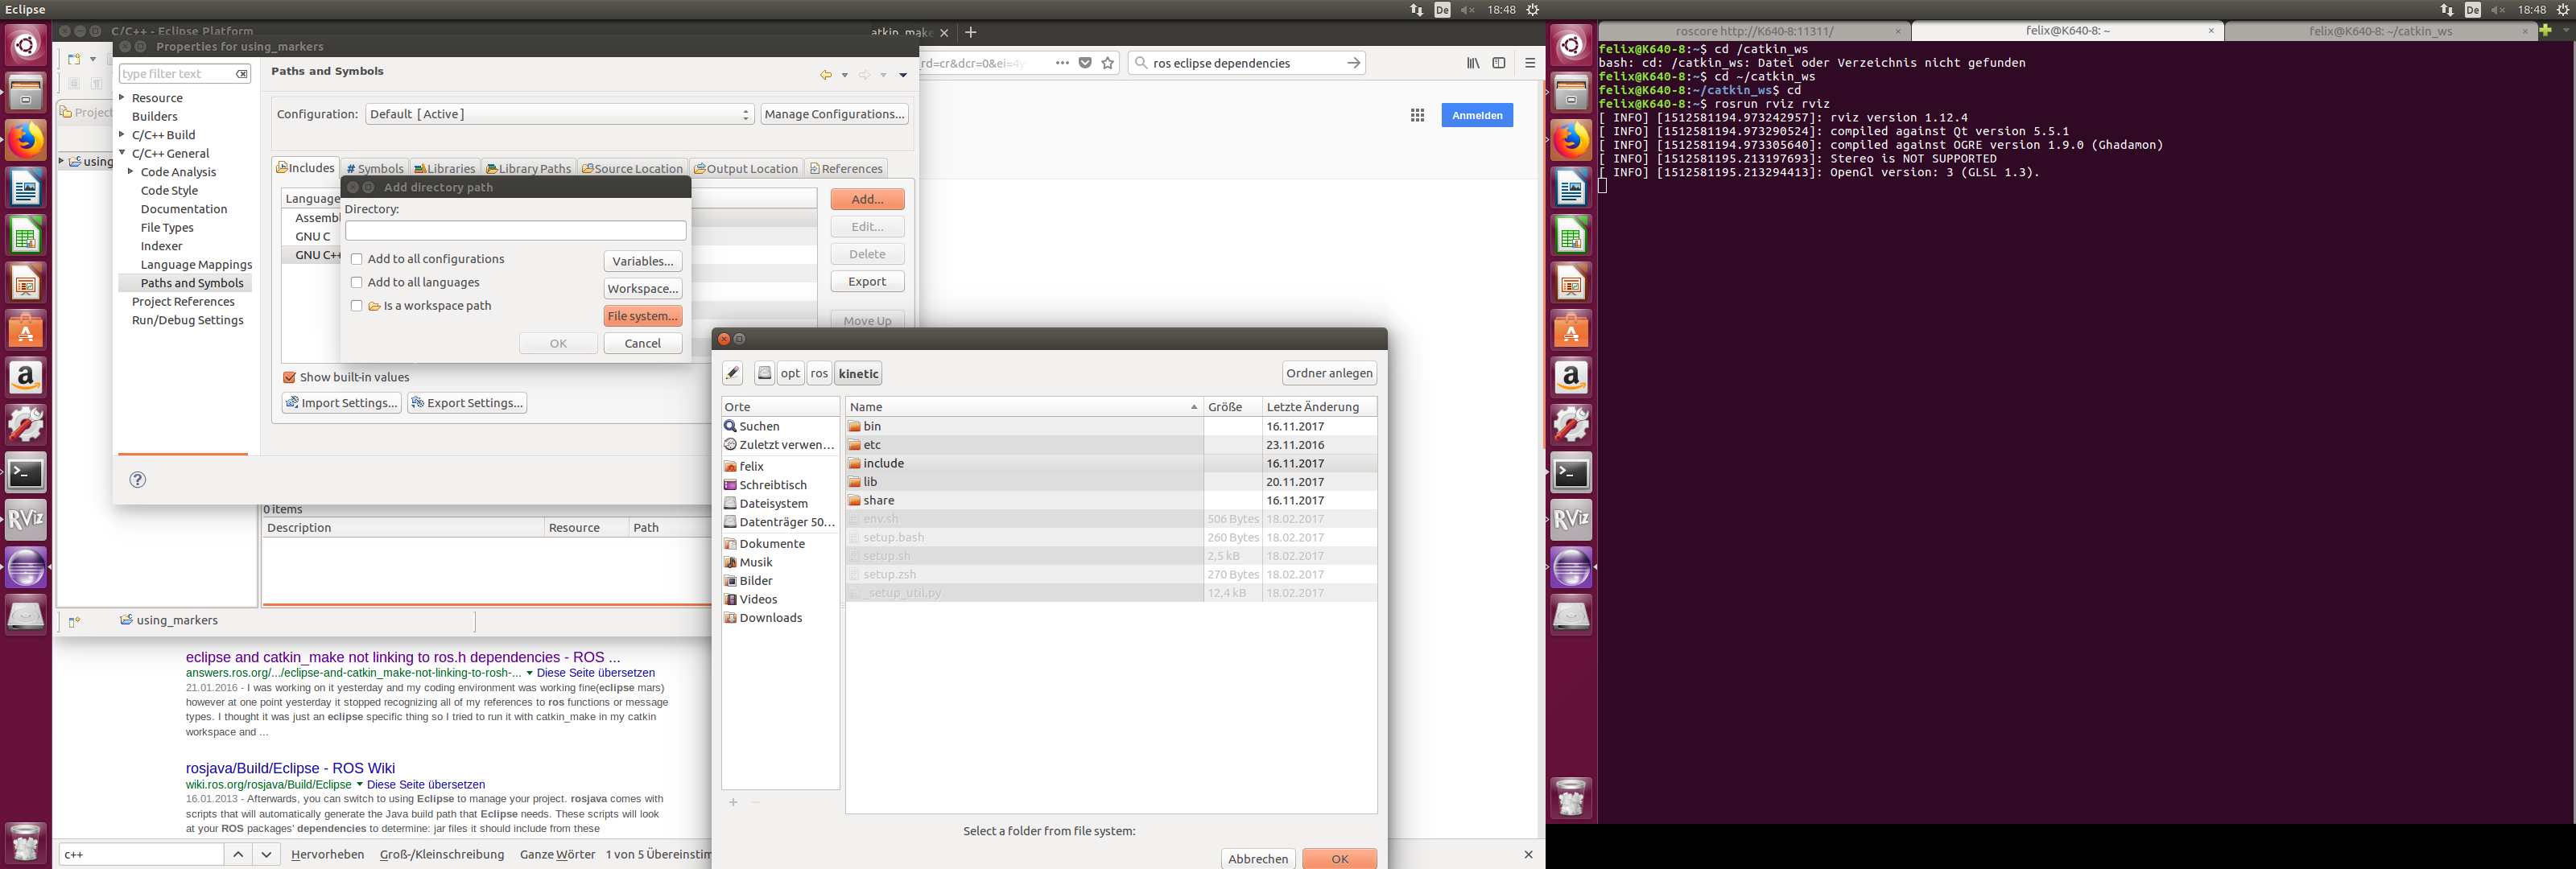 Eclipse
De
18:48
C/C++ - Eclipse Platform
atkin_make
Properties for using_markers
type filter text
Resource
Builders
C/C++ Build
C/C++ General
Code Analysis
Code Style
Documentation
File Types
Indexer
Language Mappings
Paths and Symbols
Project References
Run/Debug Settings
Project
using
Paths and Symbols
Configuration:
Default [ Active ]
Manage Configurations...
Includes
# Symbols
Libraries
Library Paths
Source Location
Output Location
References
Language
Assembl
GNU C
GNU C++
Add...
Edit...
Delete
Export
Move Up
Add directory path
Directory:
Add to all configurations
Add to all languages
Is a workspace path
Variables...
Workspace...
File system...
OK
Cancel
Show built-in values
Import Settings...
Export Settings...
0 items
Description
Resource
Path
using_markers
rd=cr&dcr=0&ei=4y
ros eclipse dependencies
Anmelden
opt
ros
kinetic
Ordner anlegen
Orte
Suchen
Zuletzt verwen...
felix
Schreibtisch
Dateisystem
Datenträger 50...
Dokumente
Musik
Bilder
Videos
Downloads
Name
Größe
Letzte Änderung
bin 16.11.2017
etc 23.11.2016
include 16.11.2017
lib 20.11.2017
share 16.11.2017
env.sh 506 Bytes 18.02.2017
setup.bash 260 Bytes 18.02.2017
setup.sh 2,5 kB 18.02.2017
setup.zsh 270 Bytes 18.02.2017
_setup_util.py 12,4 kB 18.02.2017
Select a folder from file system:
Abbrechen
OK
eclipse and catkin_make not linking to ros.h dependencies - ROS ...
answers.ros.org/.../eclipse-and-catkin_make-not-linking-to-rosh-... Diese Seite übersetzen
21.01.2016 - I was working on it yesterday and my coding environment was working fine(eclipse mars)
however at one point yesterday it stopped recognizing all of my references to ros functions or message
types. I thought it was just an eclipse specific thing so I tried to run it with catkin_make in my catkin
workspace and ...
rosjava/Build/Eclipse - ROS Wiki
wiki.ros.org/rosjava/Build/Eclipse Diese Seite übersetzen
16.01.2013 - Afterwards, you can switch to using Eclipse to manage your project. rosjava comes with
scripts that will automatically generate the Java build path that Eclipse needs. These scripts will look
at your ROS packages' dependencies to determine: jar files it should include from these
c++
Hervorheben
Groß-/Kleinschreibung
Ganze Wörter
1 von 5 Übereinstim
RViz
De
18:48
roscore http://K640-8:11311/
felix@K640-8: ~
felix@K640-8: ~/catkin_ws
felix@K640-8:~$ cd /catkin_ws
bash: cd: /catkin_ws: Datei oder Verzeichnis nicht gefunden
felix@K640-8:~$ cd ~/catkin_ws
felix@K640-8:~/catkin_ws$ cd
felix@K640-8:~$ rosrun rviz rviz
[ INFO] [1512581194.973242957]: rviz version 1.12.4
[ INFO] [1512581194.973290524]: compiled against Qt version 5.5.1
[ INFO] [1512581194.973305640]: compiled against OGRE version 1.9.0 (Ghadamon)
[ INFO] [1512581195.213197693]: Stereo is NOT SUPPORTED
[ INFO] [1512581195.213294413]: OpenGl version: 3 (GLSL 1.3).
RViz